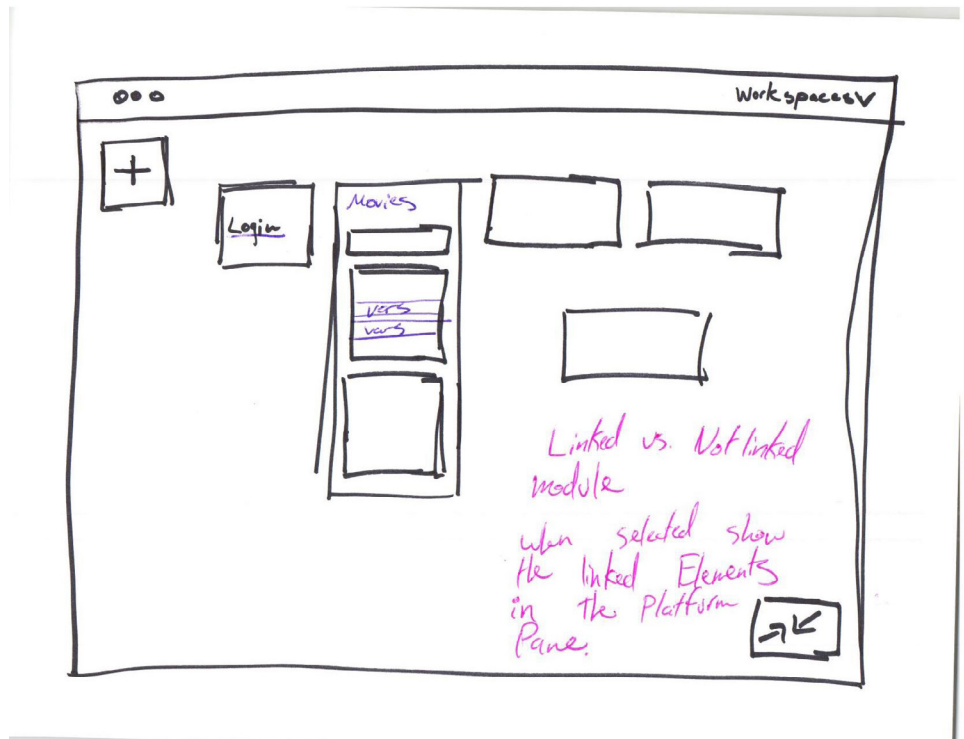 Workspaces
Login
Movies
vars
vars
Linked vs. Not linked
module
when selected show
the linked Elements
in the Platform
Pane.